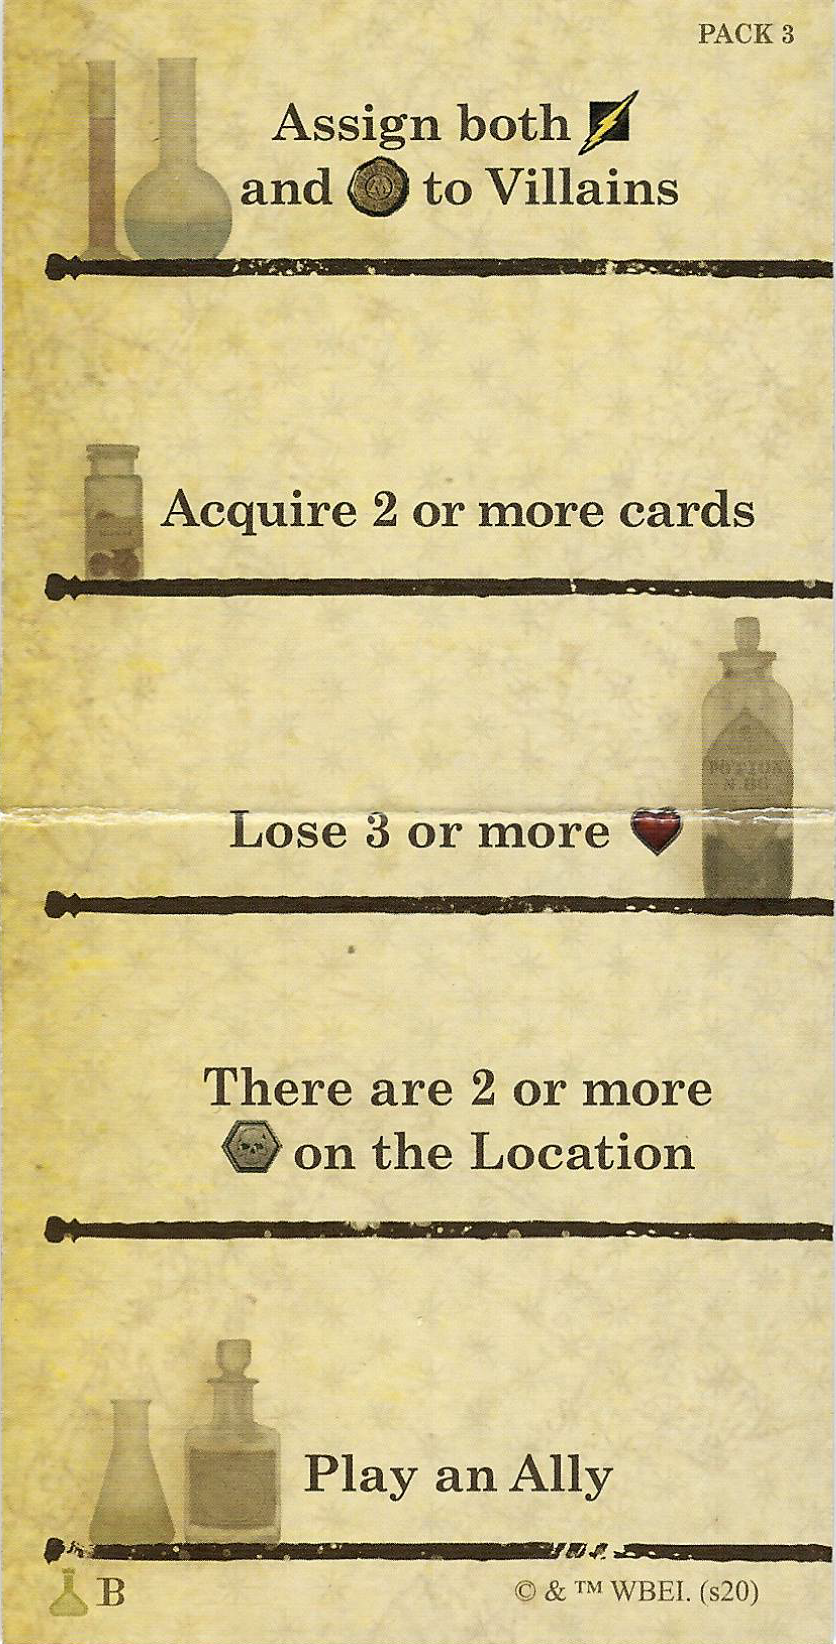 PACK 3
Assign both
and to Villains
Acquire 2 or more cards
POTION
Lose 3 or more
There are 2 or more
on the Location
Play an Ally
B
© & ™ WBEI. (s20)